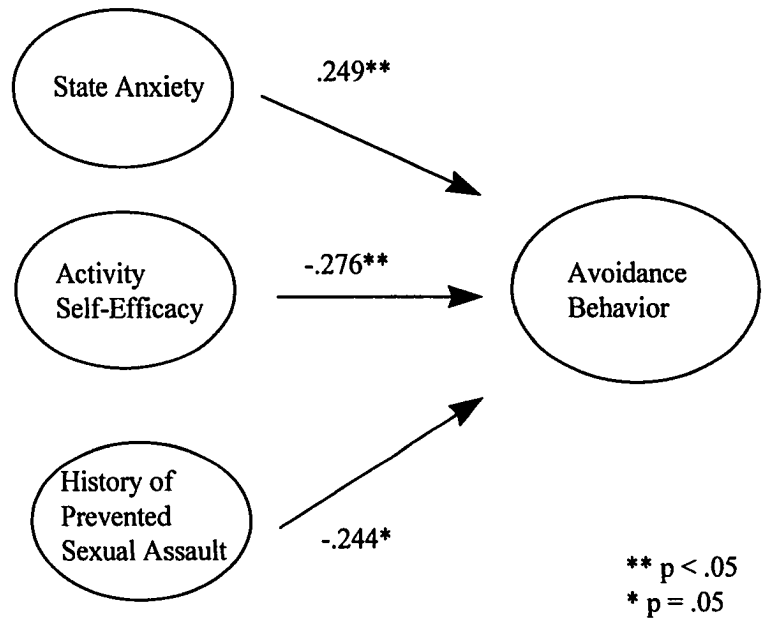 State Anxiety
.249**
Activity
Self-Efficacy
-.276**
Avoidance
Behavior
History of
Prevented
Sexual Assault
-.244*
** p < .05
* p = .05